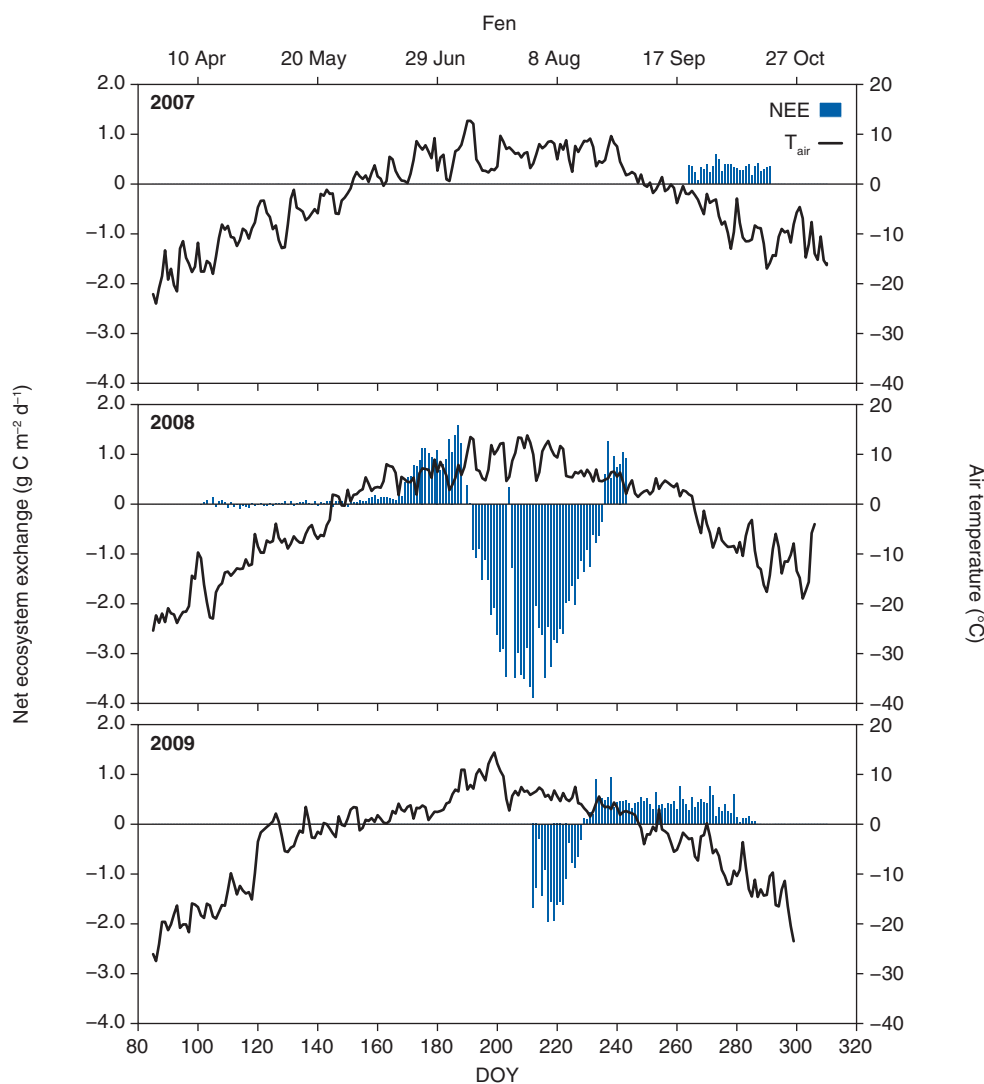 Fen
10 Apr 20 May 29 Jun 8 Aug 17 Sep 27 Oct
2.0 2007 NEE 20
1.0 T_air 10
0 0
−1.0 −10
−2.0 −20
−3.0 −30
−4.0 −40
2.0 2008 20
1.0 10
0 0
−1.0 −10
−2.0 −20
−3.0 −30
−4.0 −40
2.0 2009 20
1.0 10
0 0
−1.0 −10
−2.0 −20
−3.0 −30
−4.0 −40
80 100 120 140 160 180 200 220 240 260 280 300 320
DOY
Net ecosystem exchange (g C m⁻² d⁻¹)
Air temperature (°C)